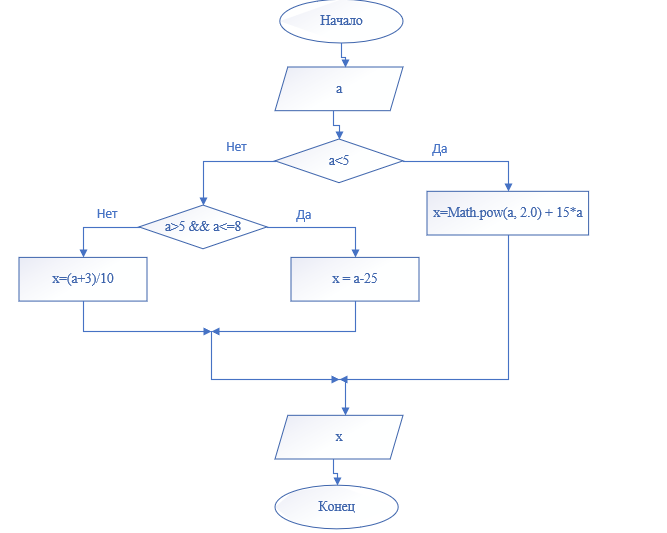 Начало
a
a<5
Нет
Да
x=Math.pow(a, 2.0) + 15*a
a>5 && a<=8
Нет
Да
x=(a+3)/10
x = a-25
x
Конец